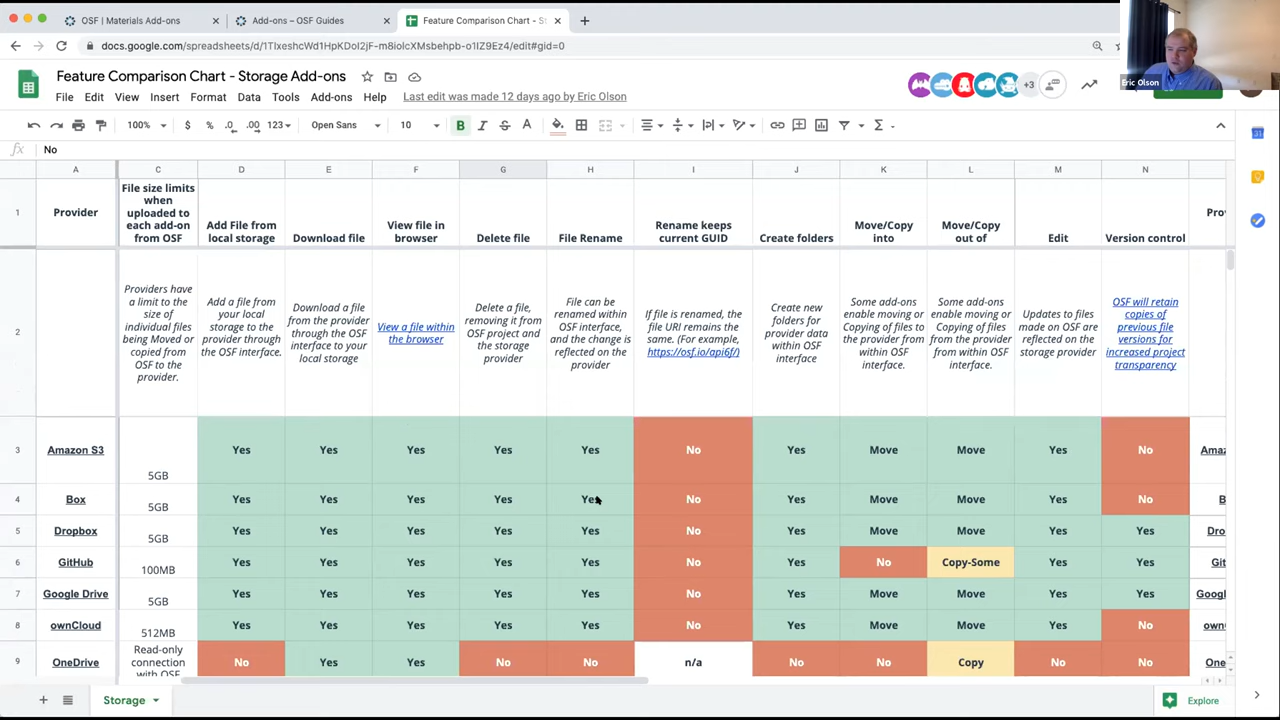 OSF | Materials Add-ons
Add-ons – OSF Guides
Feature Comparison Chart - S
docs.google.com/spreadsheets/d/1TlxeshcWd1HpKDoI2jF-m8iolcXMsbehpb-o1IZ9Ez4/edit#gid=0
Eric Olson
Feature Comparison Chart - Storage Add-ons
+3
File Edit View Insert Format Data Tools Add-ons Help Last edit was made 12 days ago by Eric Olson
100% $ % .0 .00 123 Open Sans 10 B I S A
fx No
A C D E F G H I J K L M N
1 Provider
File size limits
when
uploaded to
each add-on
from OSF
Add File from
local storage
Download file
View file in
browser
Delete file
File Rename
Rename keeps
current GUID
Create folders
Move/Copy
into
Move/Copy
out of
Edit
Version control
Pro
2
Providers have
a limit to the
size of
individual files
being Moved or
copied from
OSF to the
provider.
Add a file from
your local
storage to the
provider through
the OSF interface.
Download a file
from the provider
through the OSF
interface to your
local storage
View a file within
the browser
Delete a file,
removing it from
OSF project and
the storage
provider
File can be
renamed within
OSF interface,
and the change is
reflected on the
provider
If file is renamed, the
file URI remains the
same. (For example,
https://osf.io/api6f/)
Create new
folders for
provider data
within OSF
interface
Some add-ons
enable moving or
Copying of files to
the provider from
within OSF
interface.
Some add-ons
enable moving or
Copying of files
from the provider
from within OSF
interface.
Updates to files
made on OSF are
reflected on the
storage provider
OSF will retain
copies of
previous file
versions for
increased project
transparency
3 Amazon S3 5GB Yes Yes Yes Yes Yes No Yes Move Move Yes No Amaz
4 Box 5GB Yes Yes Yes Yes Yes No Yes Move Move Yes No B
5 Dropbox 5GB Yes Yes Yes Yes Yes No Yes Move Move Yes Yes Dro
6 GitHub 100MB Yes Yes Yes Yes Yes No Yes No Copy-Some Yes Yes Git
7 Google Drive 5GB Yes Yes Yes Yes Yes No Yes Move Move Yes Yes Goog
8 ownCloud 512MB Yes Yes Yes Yes Yes No Yes Move Move Yes No own
9 OneDrive
Read-only
connection
with OSF
No Yes Yes No No n/a No No Copy No No One
Storage
Explore